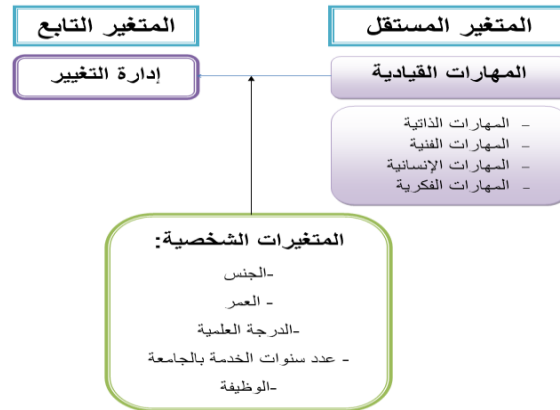 المتغير المستقل
المتغير التابع
المهارات القيادية
إدارة التغيير
- المهارات الذاتية
- المهارات الفنية
- المهارات الإنسانية
- المهارات الفكرية
المتغيرات الشخصية:
-الجنس
- العمر
-الدرجة العلمية
- عدد سنوات الخدمة بالجامعة
-الوظيفة